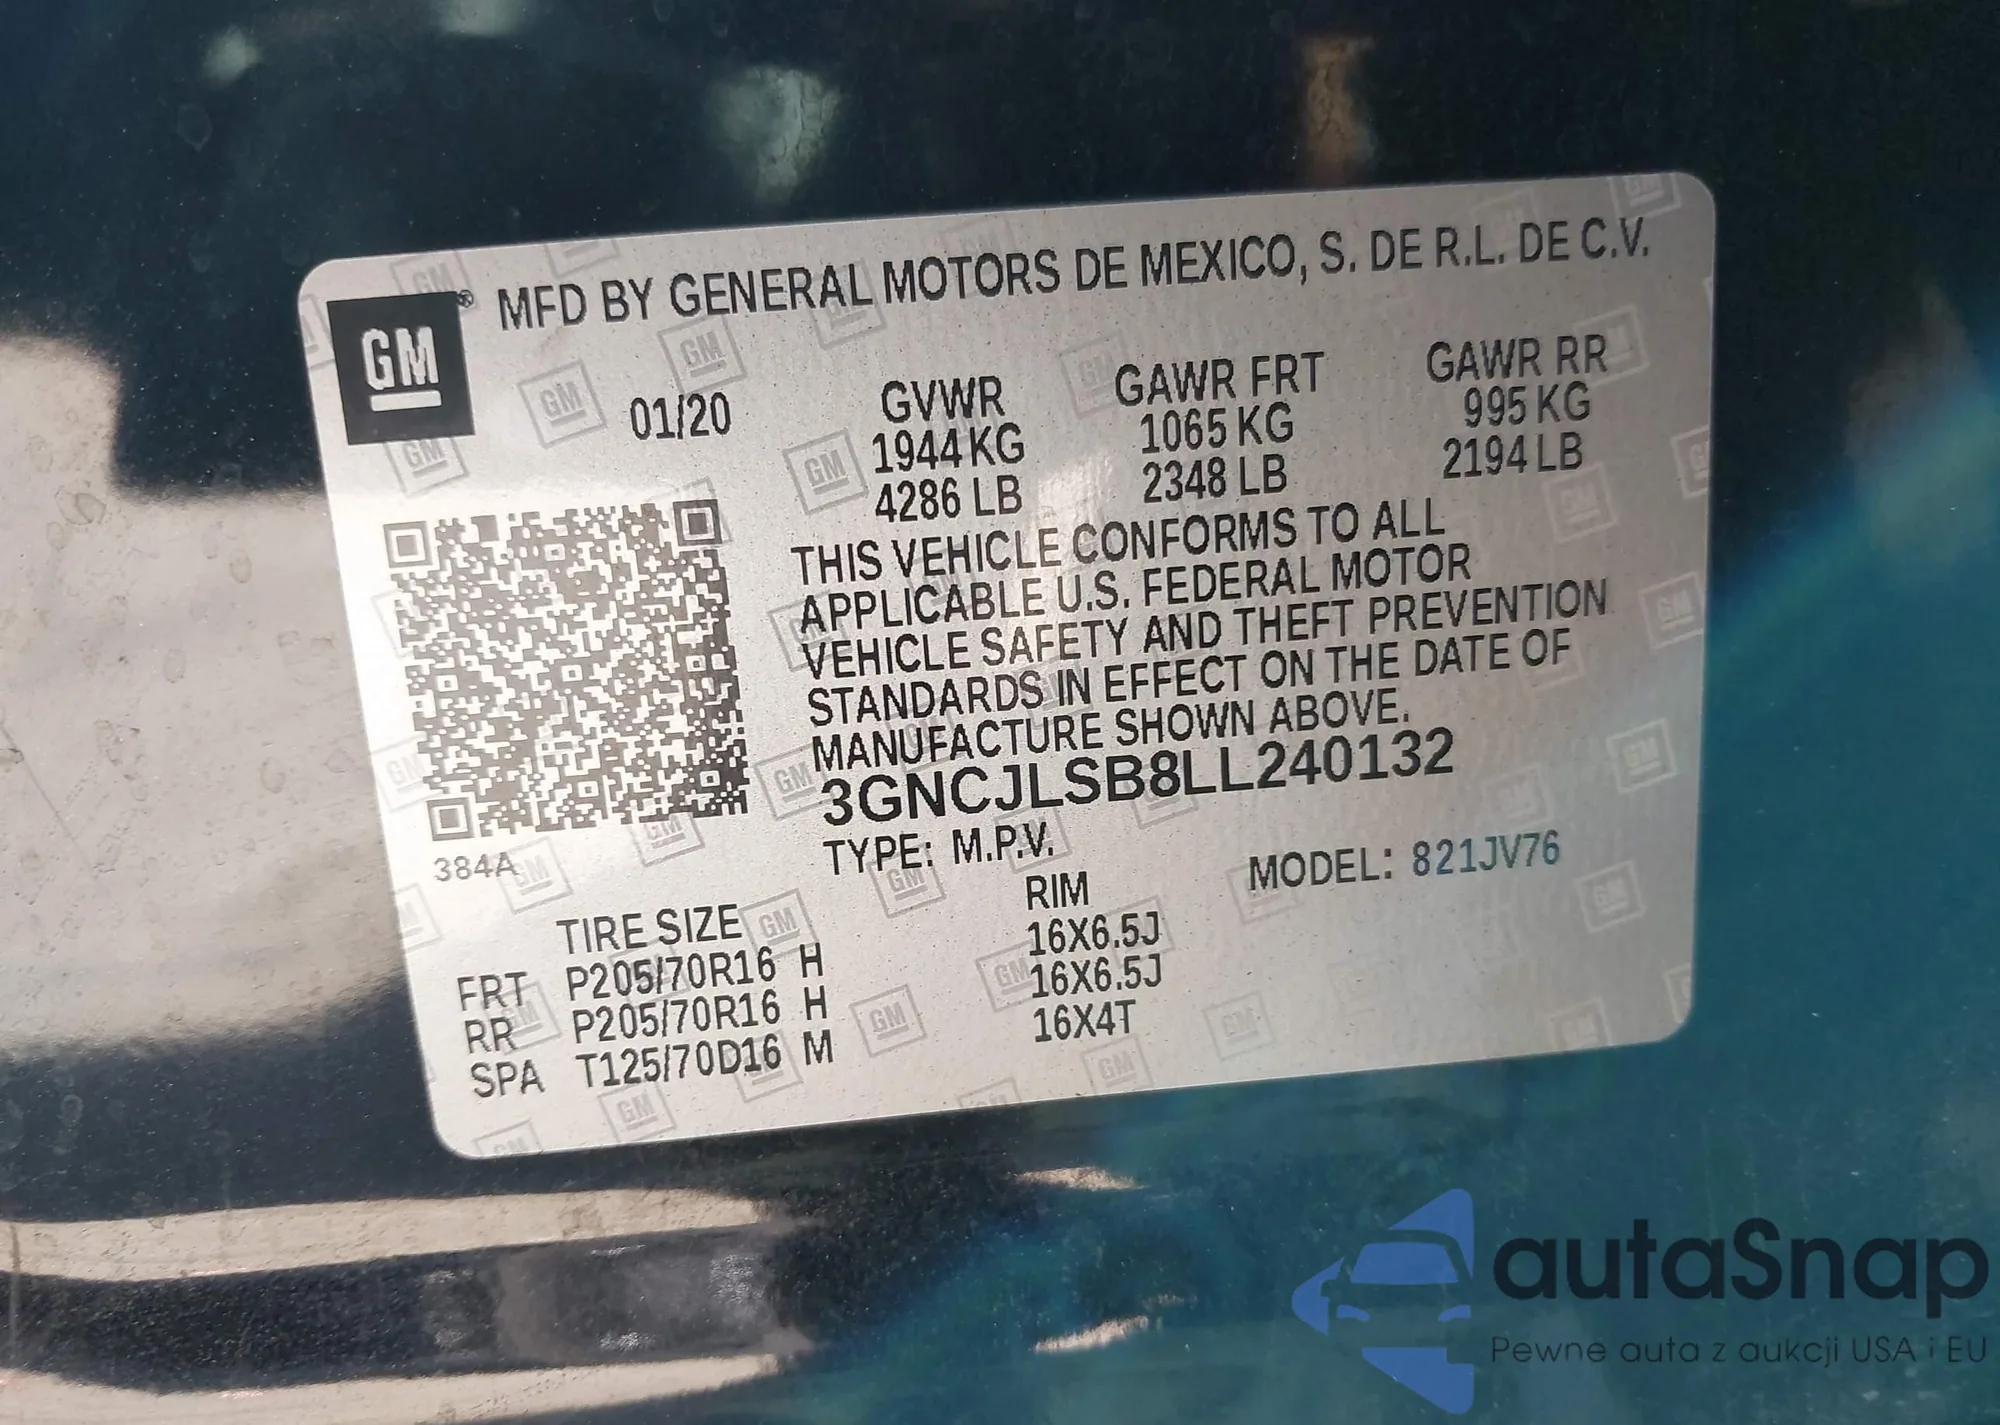 GM ® MFD BY GENERAL MOTORS DE MEXICO, S. DE R.L. DE C.V.
01/20 GVWR GAWR FRT GAWR RR
1944 KG 1065 KG 995 KG
4286 LB 2348 LB 2194 LB
THIS VEHICLE CONFORMS TO ALL
APPLICABLE U.S. FEDERAL MOTOR
VEHICLE SAFETY AND THEFT PREVENTION
STANDARDS IN EFFECT ON THE DATE OF
MANUFACTURE SHOWN ABOVE.
3GNCJLSB8LL240132
384A
TYPE: M.P.V. MODEL: 821JV76
TIRE SIZE RIM
FRT P205/70R16 H 16X6.5J
RR P205/70R16 H 16X6.5J
SPA T125/70D16 M 16X4T
autaSnap
Pewne auta z aukcji USA i EU